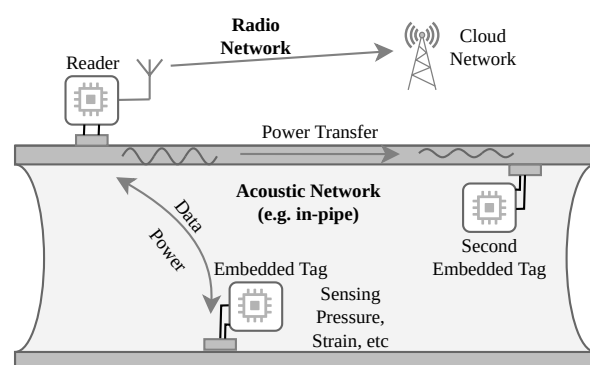 Radio
Network
Cloud
Network
Reader
Power Transfer
Acoustic Network
(e.g. in-pipe)
Data
Power
Second
Embedded Tag
Embedded Tag
Sensing
Pressure,
Strain, etc